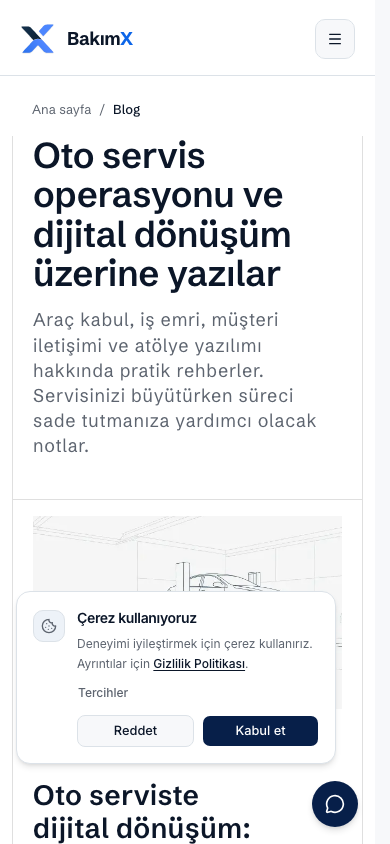 BakımX
Ana sayfa / Blog
Oto servis
operasyonu ve
dijital dönüşüm
üzerine yazılar
Araç kabul, iş emri, müşteri
iletişimi ve atölye yazılımı
hakkında pratik rehberler.
Servisinizi büyütürken süreci
sade tutmanıza yardımcı olacak
notlar.
Çerez kullanıyoruz
Deneyimi iyileştirmek için çerez kullanırız.
Ayrıntılar için Gizlilik Politikası.
Tercihler
Reddet
Kabul et
Oto serviste
dijital dönüşüm: